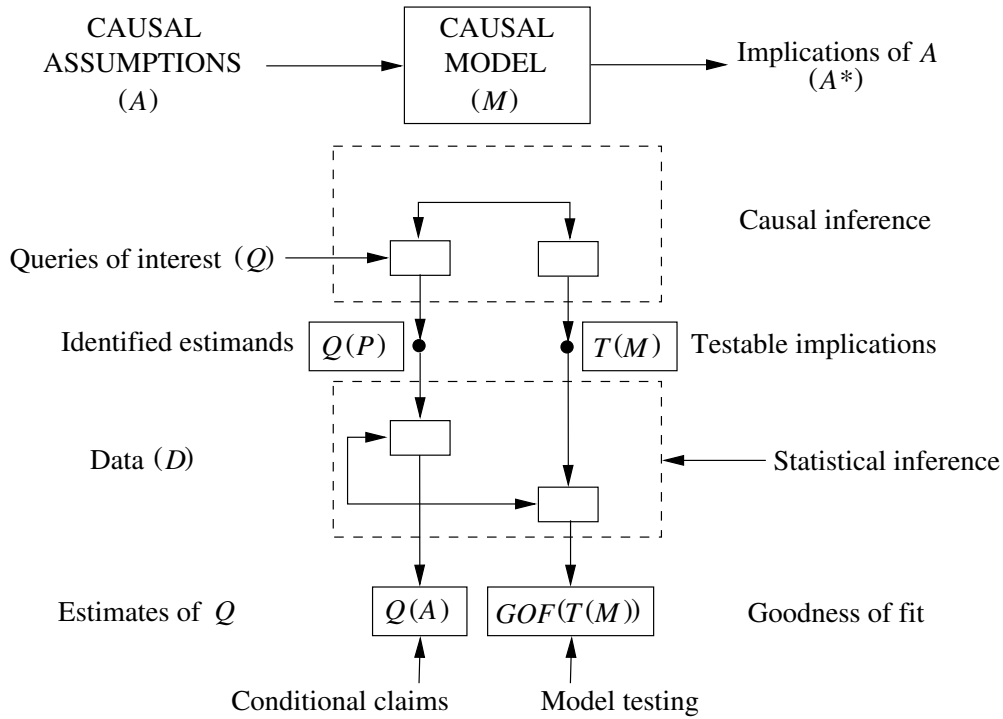 CAUSAL
ASSUMPTIONS
(A)
CAUSAL
MODEL
(M)
Implications of A
(A*)
Causal inference
Queries of interest (Q)
Identified estimands
Q(P)
T(M)
Testable implications
Data (D)
Statistical inference
Estimates of Q
Q(A)
GOF(T(M))
Goodness of fit
Conditional claims
Model testing